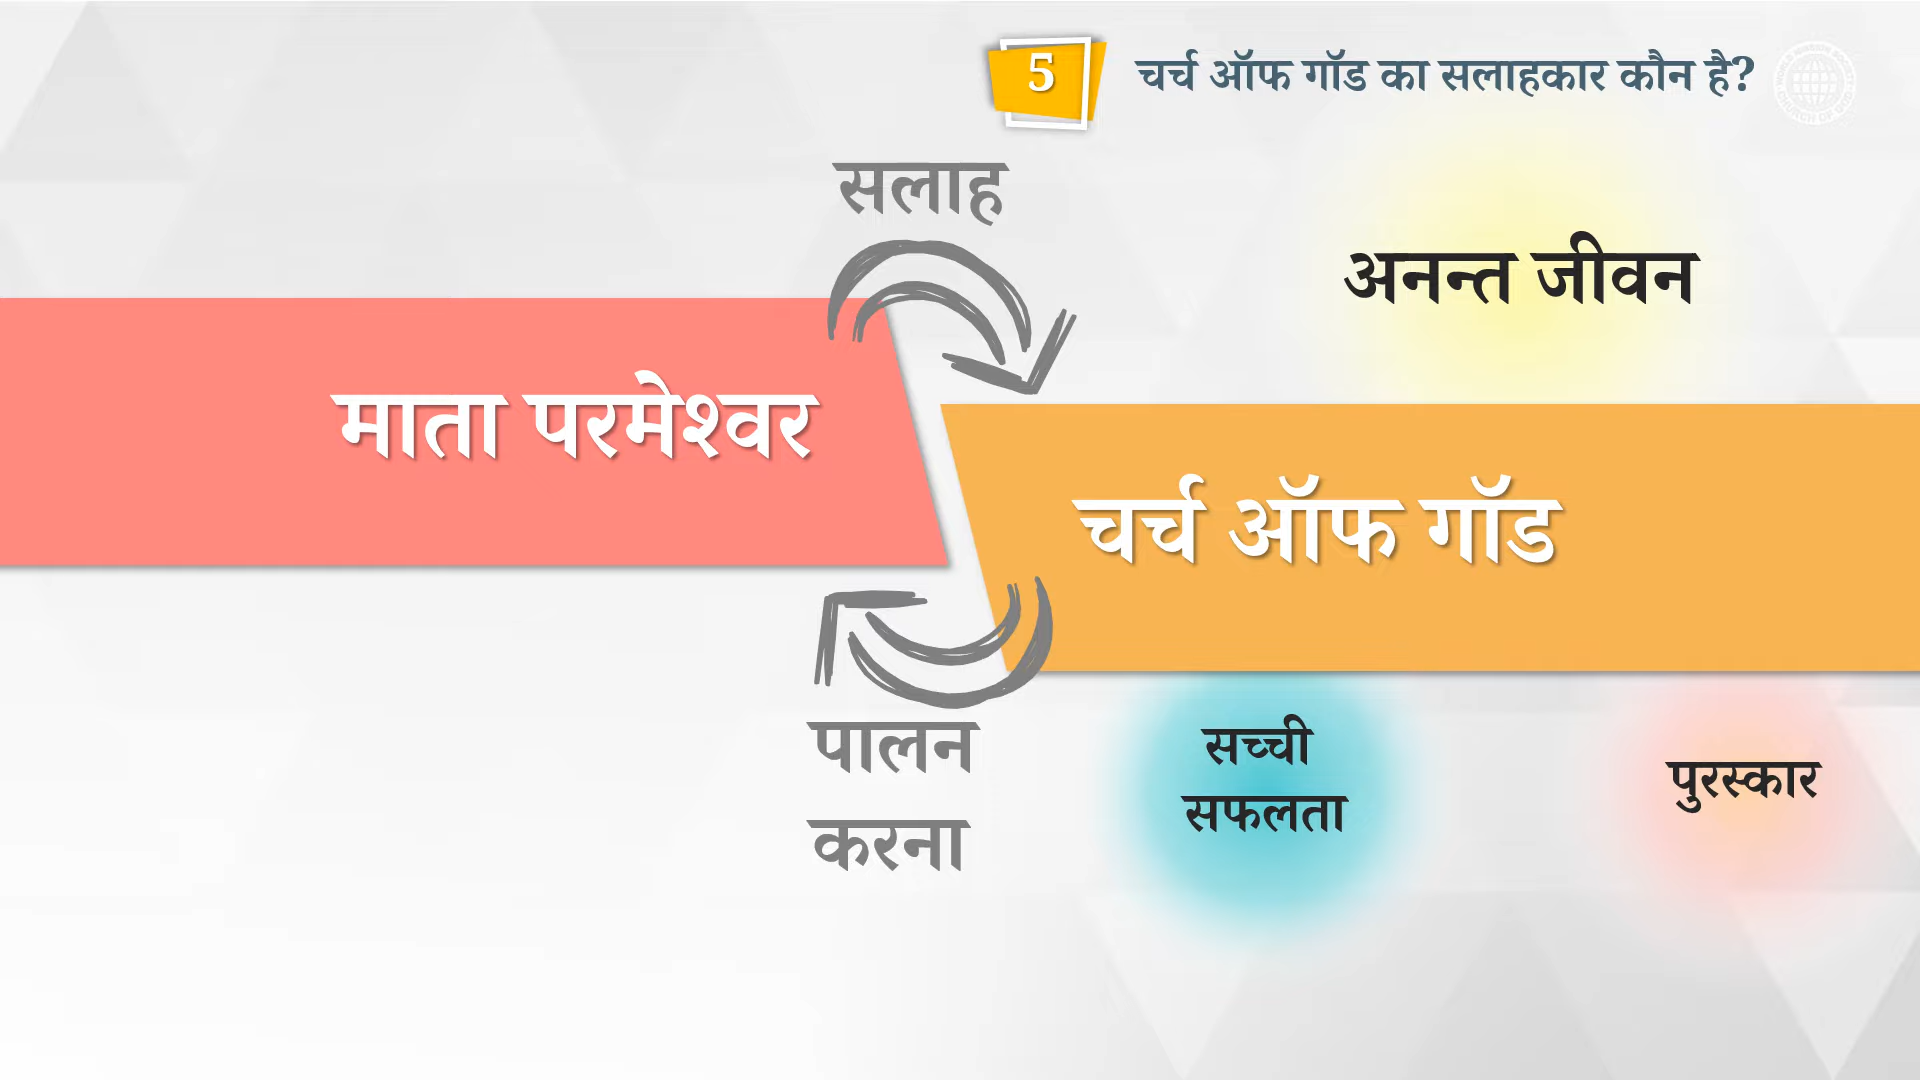 5
चर्च ऑफ गॉड का सलाहकार कौन है?
सलाह
अनन्त जीवन
माता परमेश्वर
चर्च ऑफ गॉड
पालन
करना
सच्ची
सफलता
पुरस्कार